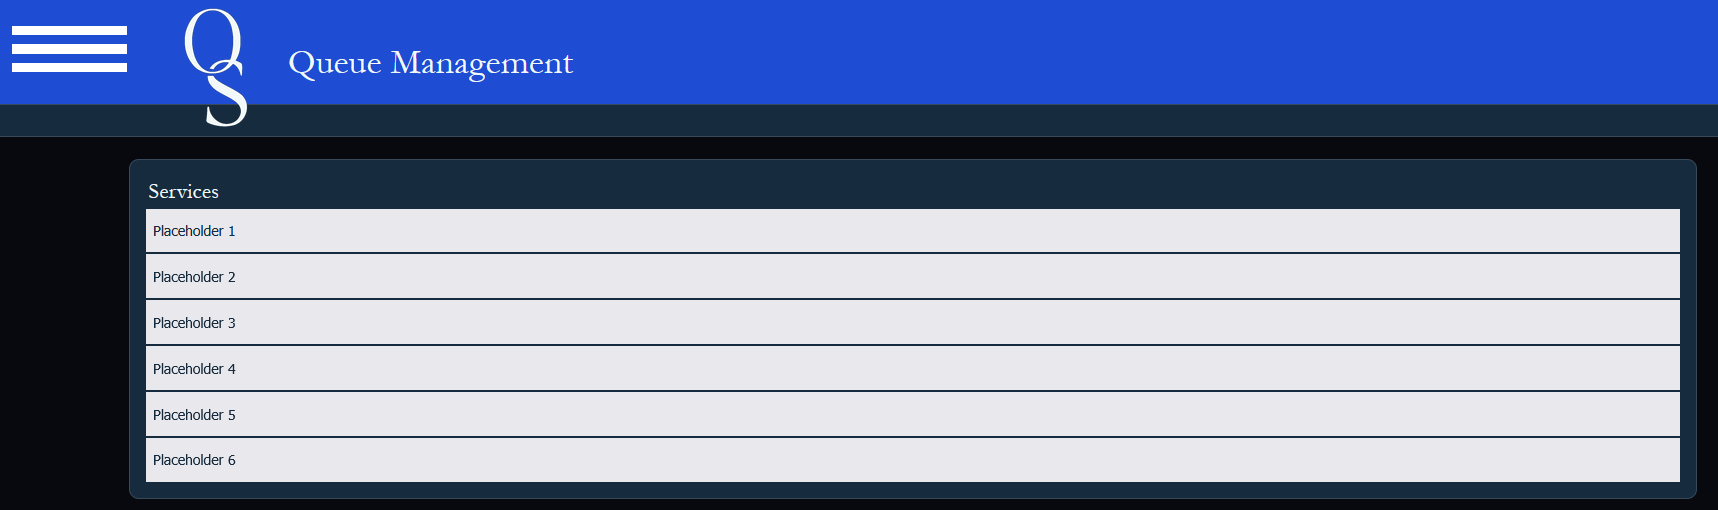 QS
Queue Management
Services
Placeholder 1
Placeholder 2
Placeholder 3
Placeholder 4
Placeholder 5
Placeholder 6